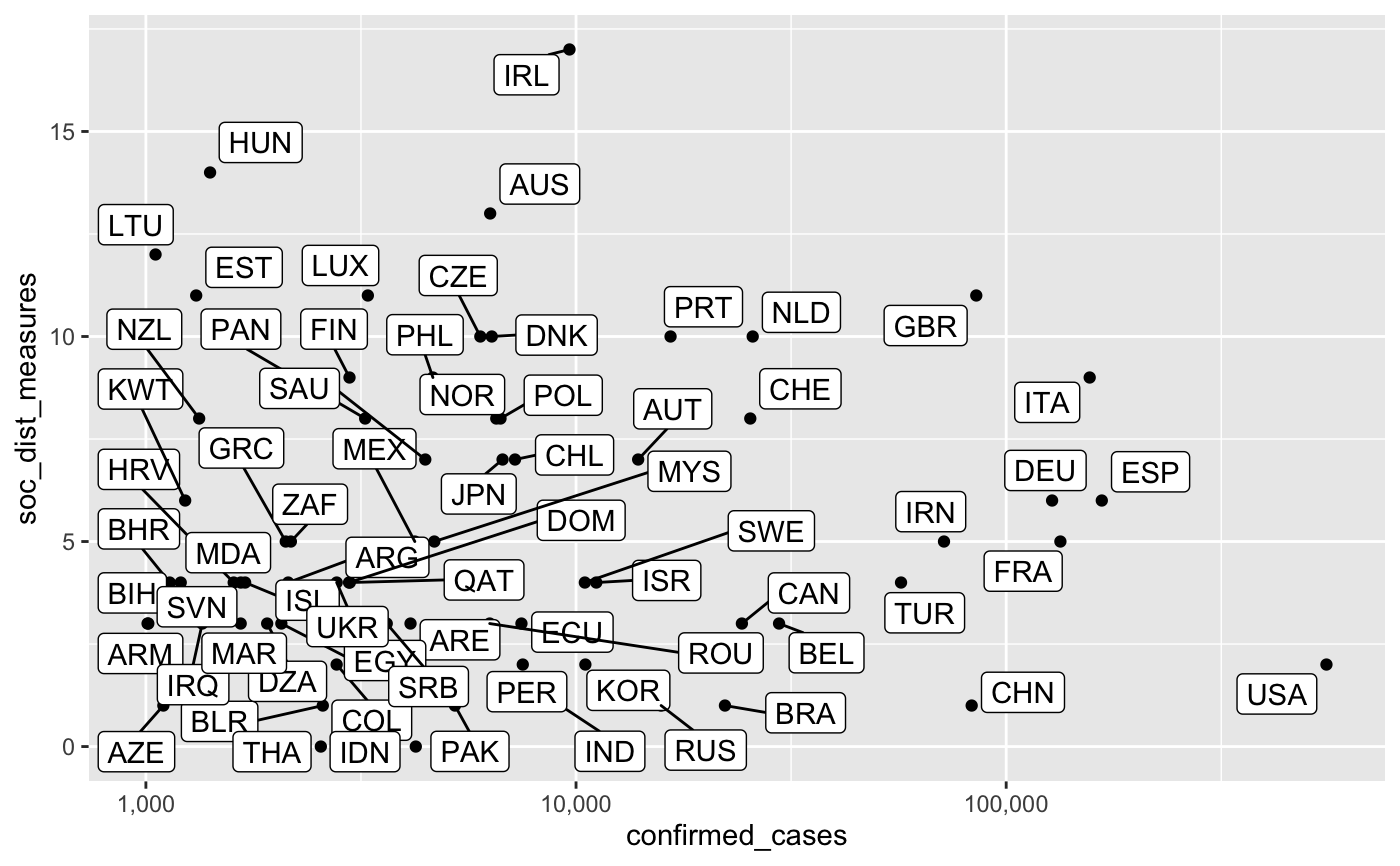 IRL
15
HUN
AUS
LTU
EST
LUX
CZE
PRT
NLD
10
NZL
PAN
FIN
PHL
DNK
GBR
KWT
SAU
NOR
POL
CHE
ITA
AUT
GRC
MEX
CHL
HRV
MYS
DEU
ESP
JPN
ZAF
IRN
BHR
DOM
SWE
5
MDA
ARG
QAT
ISR
FRA
BIH
SVN
ISL
CAN
TUR
UKR
ECU
ARE
ARM
MAR
EGY
ROU
BEL
IRQ
DZA
SRB
PER
KOR
CHN
USA
BLR
COL
BRA
0
AZE
THA
IDN
PAK
IND
RUS
1,000
10,000
100,000
confirmed_cases
soc_dist_measures